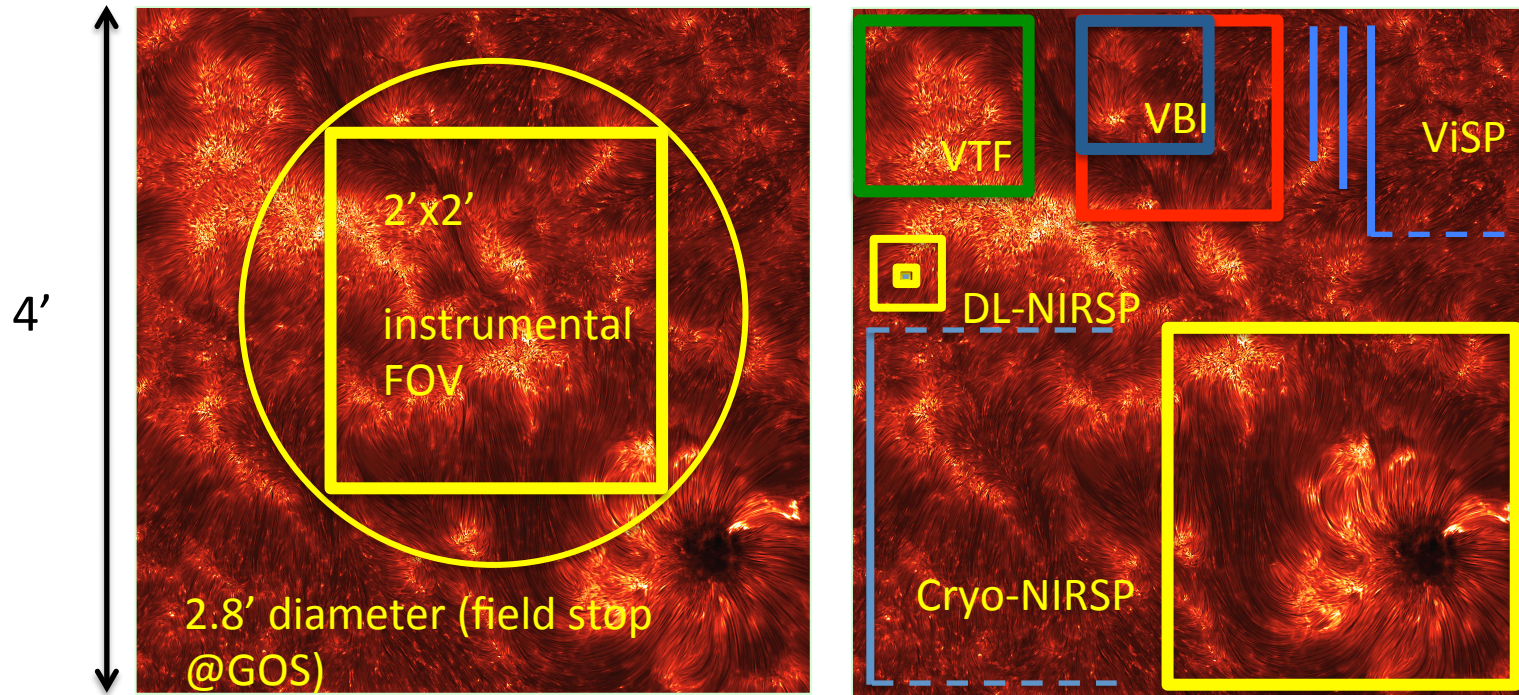 4’
2’x2’
instrumental
FOV
2.8’ diameter (field stop
@GOS)
VTF
VBI
ViSP
DL-NIRSP
Cryo-NIRSP